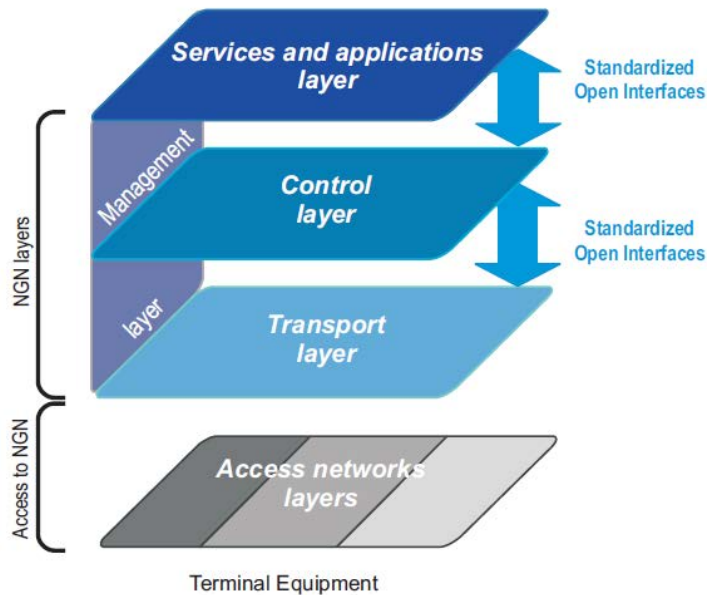 Services and applications
layer
Standardized
Open Interfaces
Management
Control
layer
Standardized
Open Interfaces
NGN layers
layer
Transport
layer
Access to NGN
Access networks
layers
Terminal Equipment